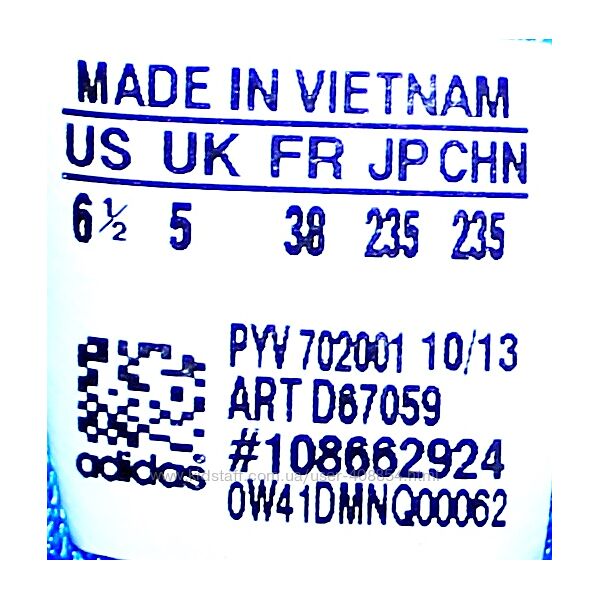 MADE IN VIETNAM
US UK FR JP CHN
6½ 5 38 235 235
PYV 702001 10/13
ART D67059
#108662924
adidas
0W41DMNQ00062